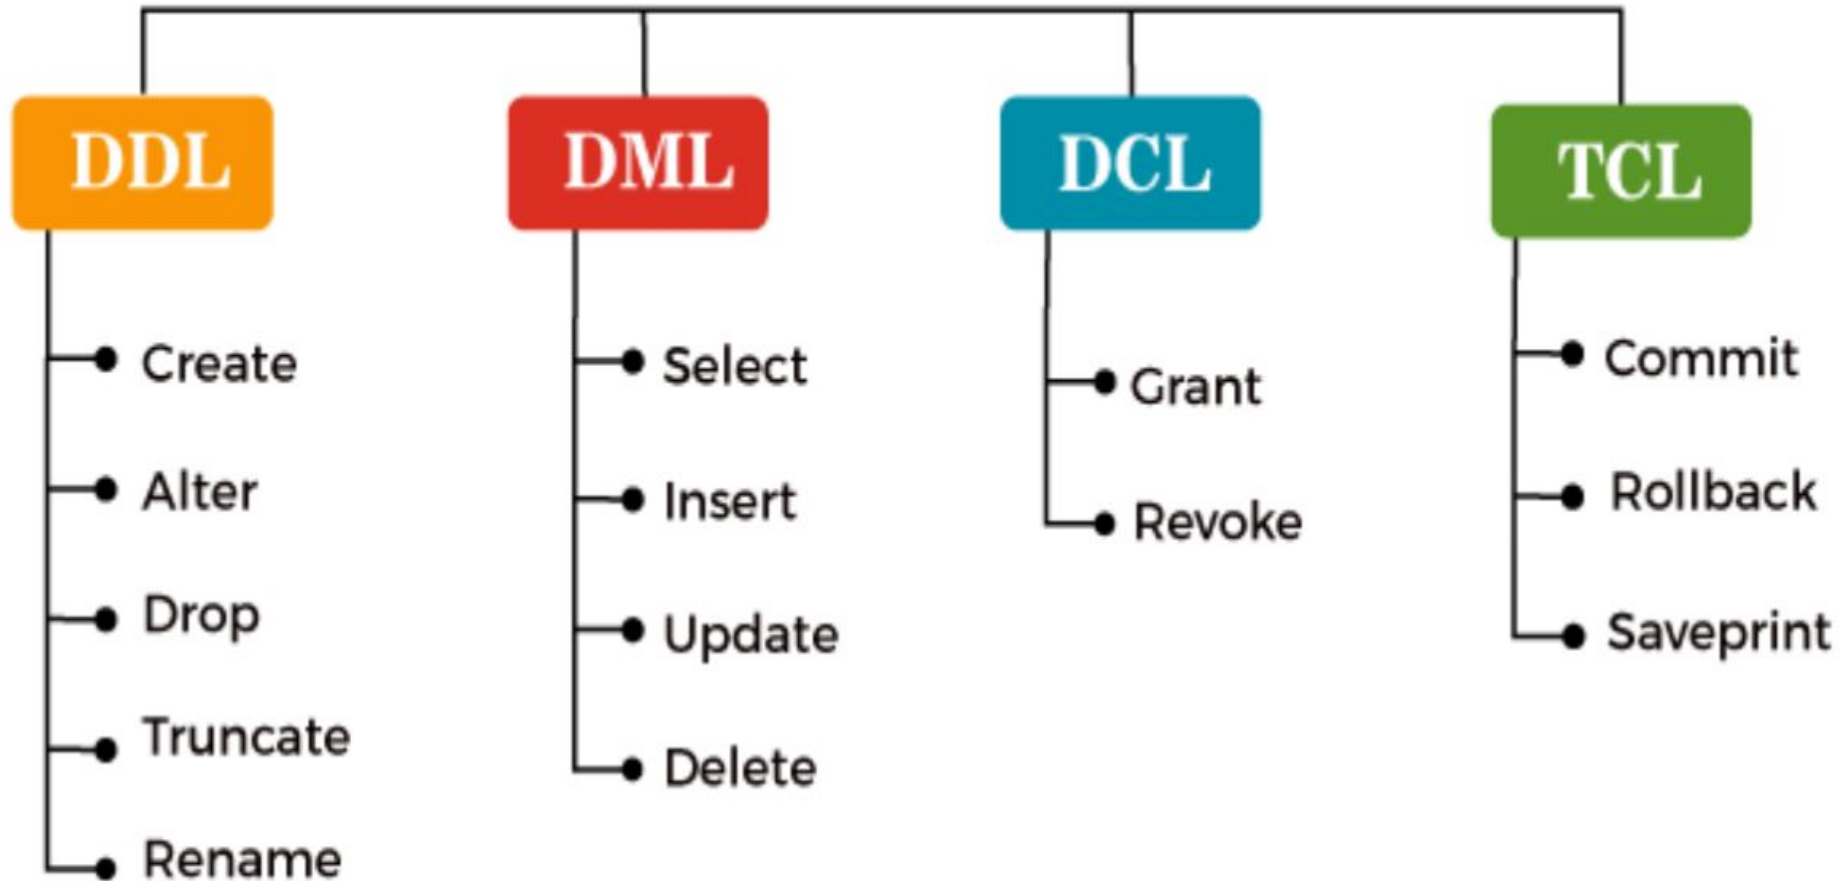 DDL
Create
Alter
Drop
Truncate
Rename
DML
Select
Insert
Update
Delete
DCL
Grant
Revoke
TCL
Commit
Rollback
Saveprint